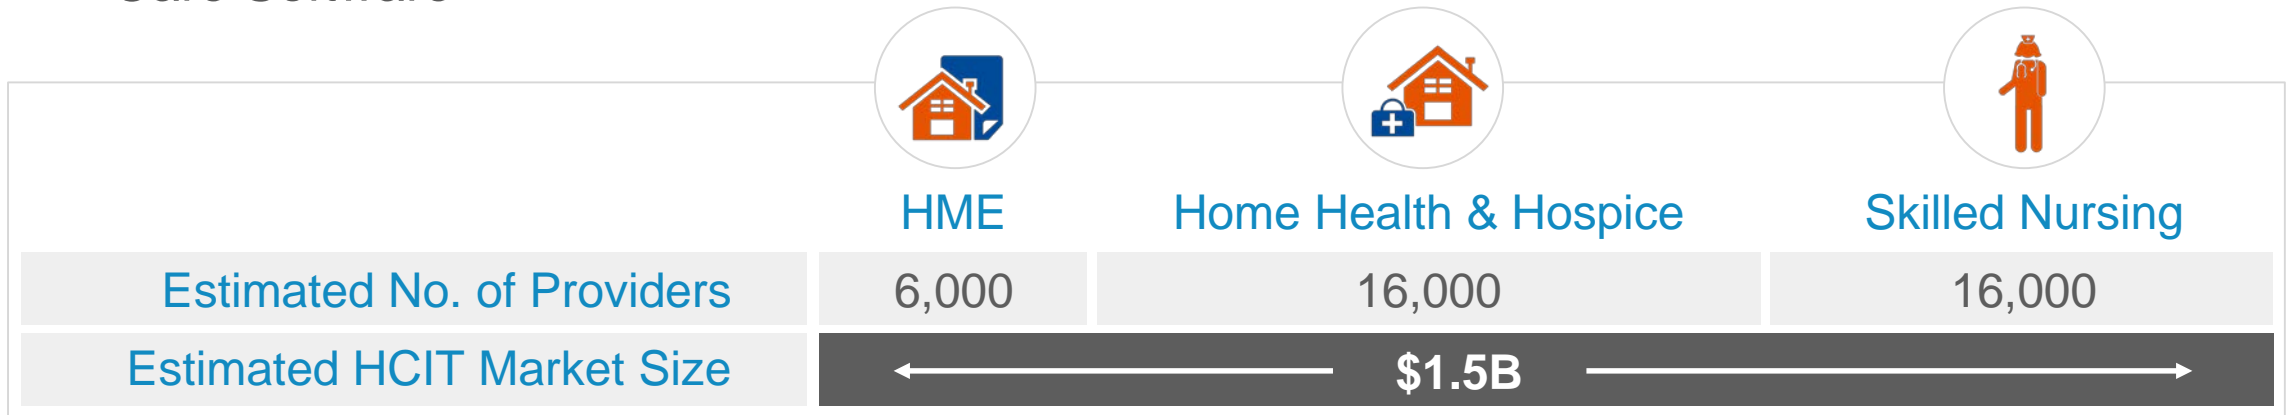 HME Home Health & Hospice Skilled Nursing
Estimated No. of Providers 6,000 16,000 16,000
Estimated HCIT Market Size $1.5B